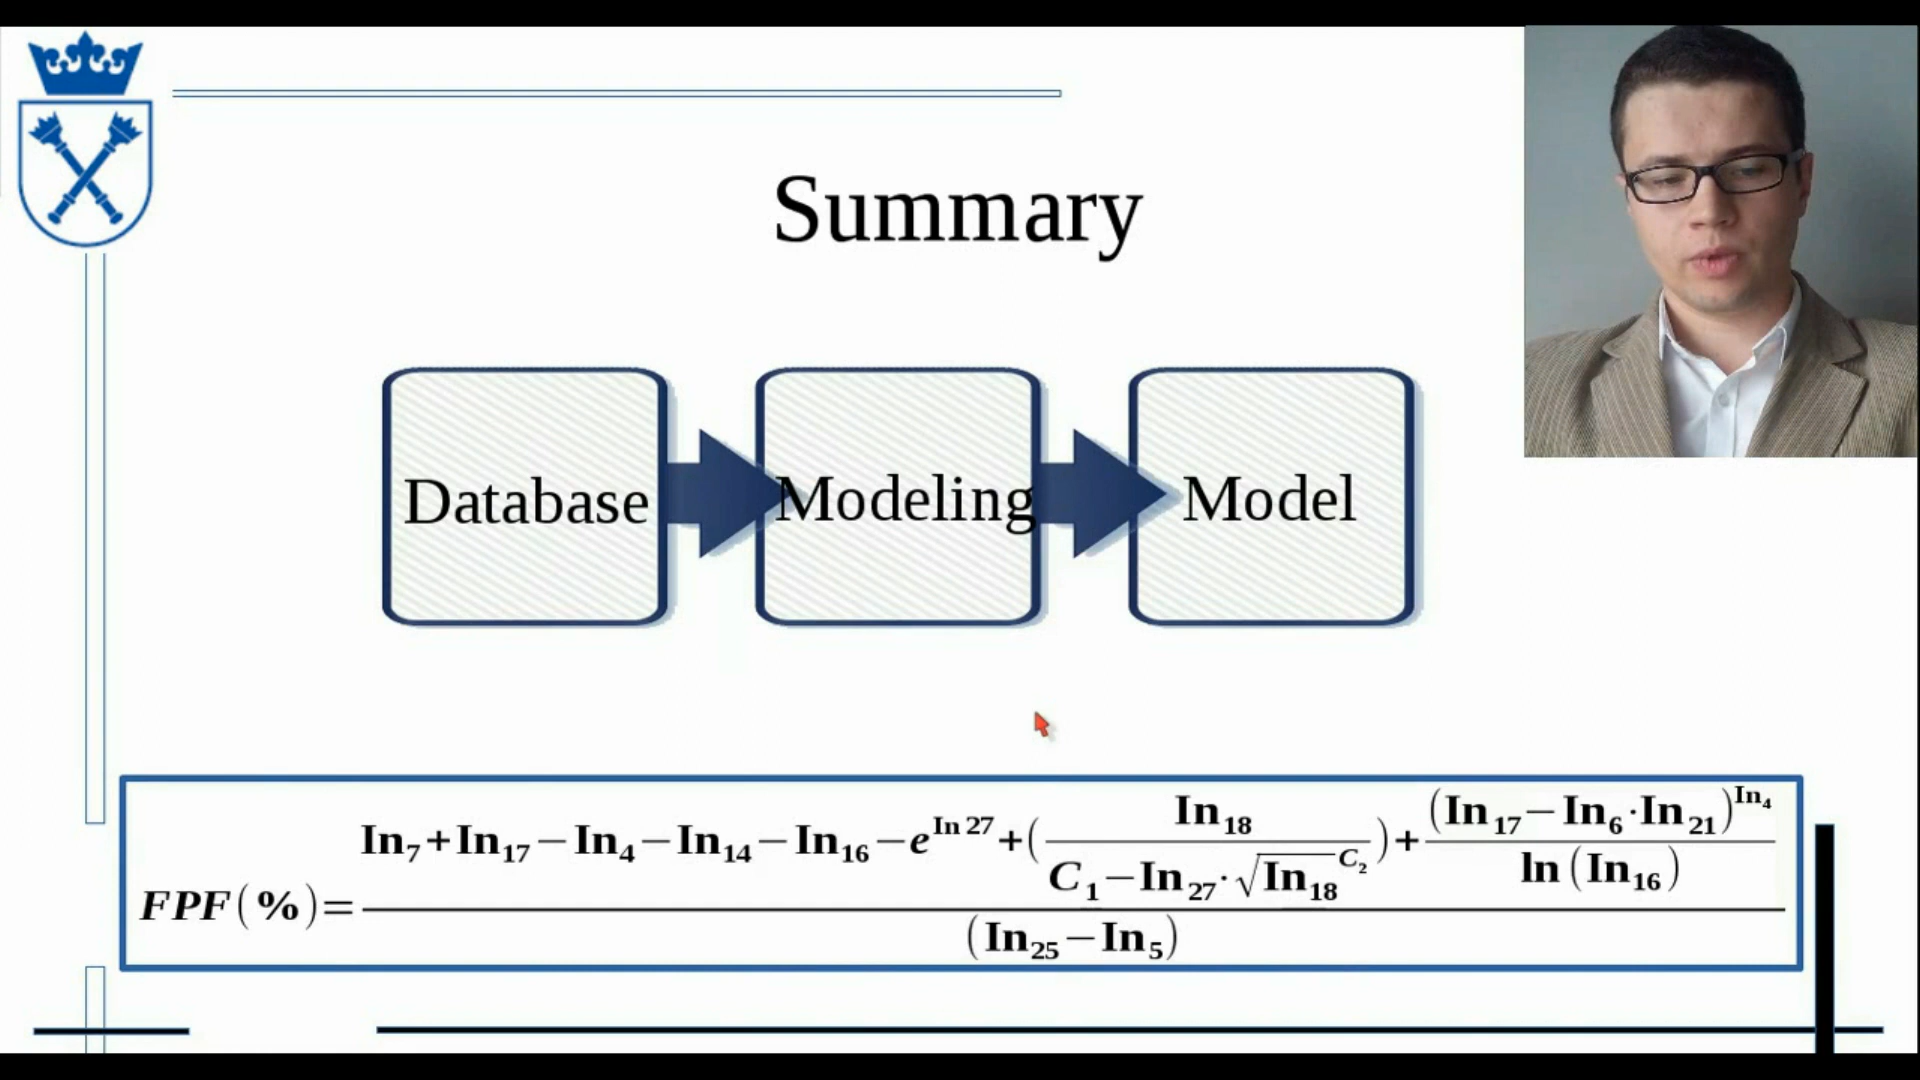 Summary
Database Modeling Model
FPF(%)= (In₇+In₁₇−In₄−In₁₄−In₁₆−e^(In 27)+(In₁₈/(C₁−In₂₇·√In₁₈^(C₂)))+(In₁₇−In₆·In₂₁)^(In₄)/ln(In₁₆))/(In₂₅−In₅)